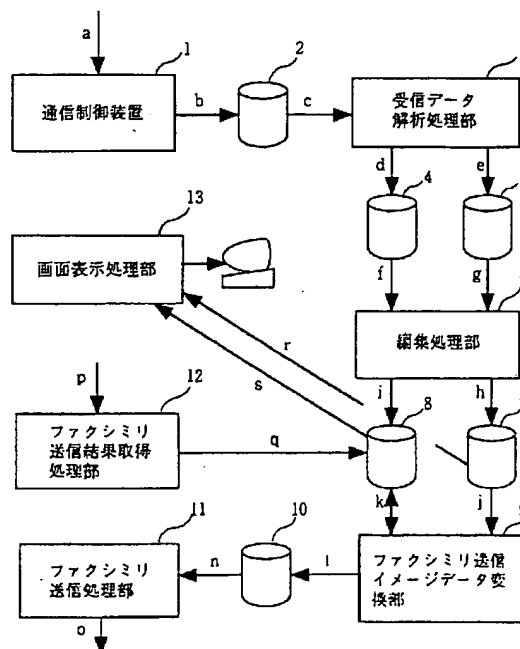 a
1
通信制御装置
b
2
c
受信データ
解析処理部
d
e
4
13
画面表示処理部
f
g
編集処理部
r
s
i
h
p
12
ファクシミリ
送信結果取得
処理部
q
8
k
j
11
ファクシミリ
送信処理部
n
10
l
ファクシミリ送信
イメージデータ変
換部
o